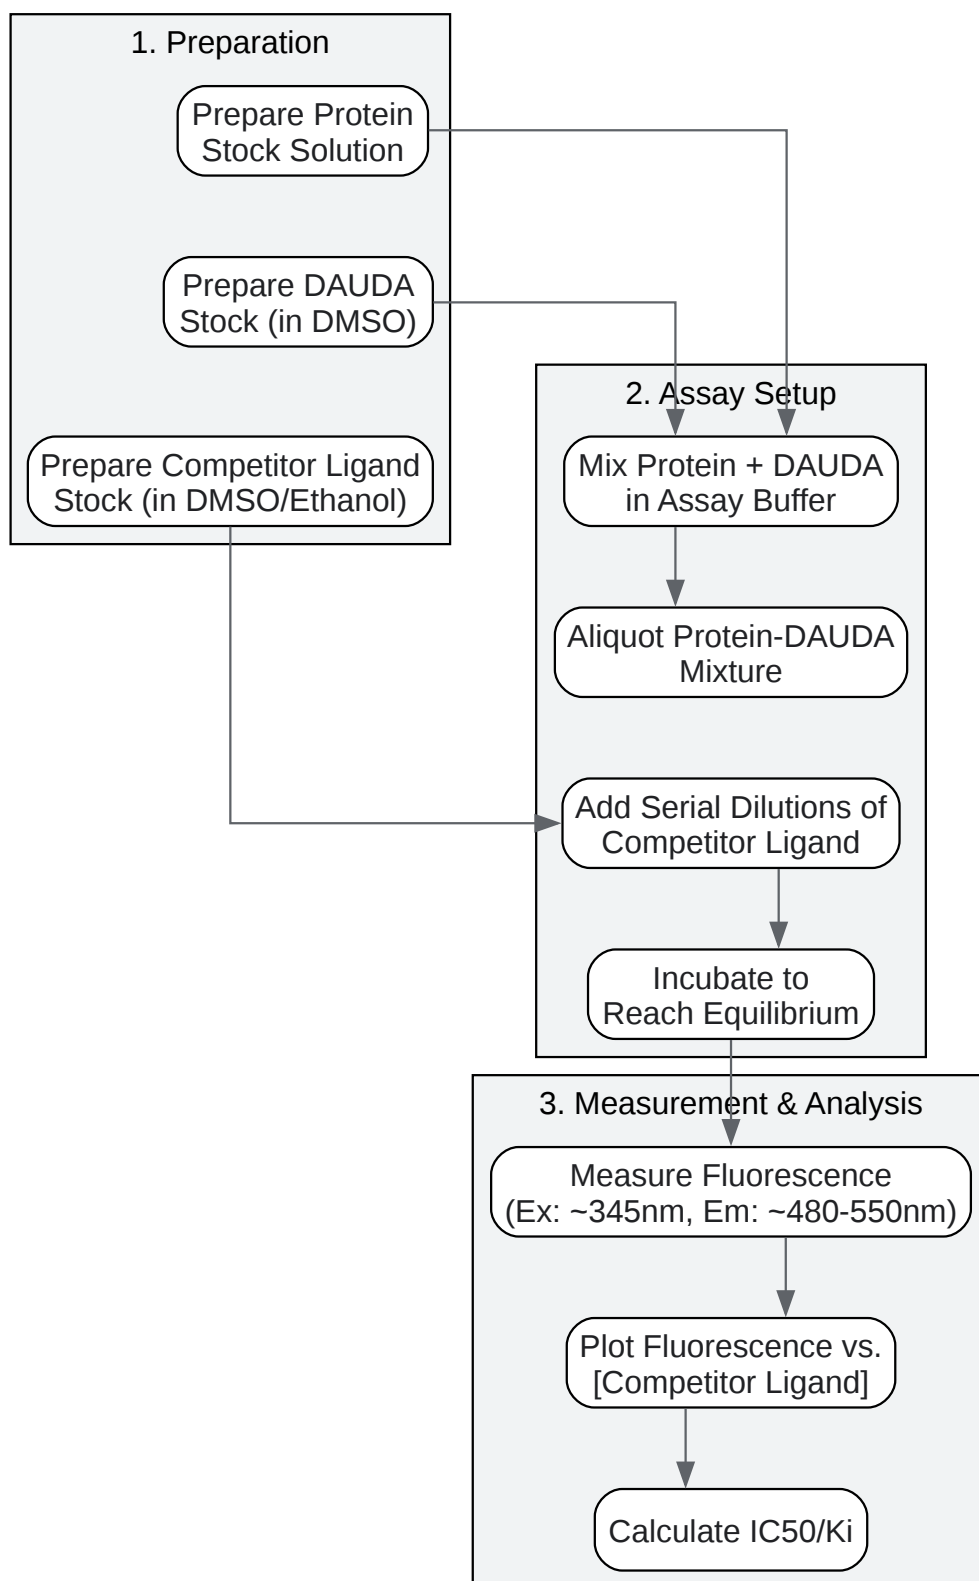 1. Preparation
Prepare Protein
Stock Solution
Prepare DAUDA
Stock (in DMSO)
Prepare Competitor Ligand
Stock (in DMSO/Ethanol)
2. Assay Setup
Mix Protein + DAUDA
in Assay Buffer
Aliquot Protein-DAUDA
Mixture
Add Serial Dilutions of
Competitor Ligand
Incubate to
Reach Equilibrium
3. Measurement & Analysis
Measure Fluorescence
(Ex: ~345nm, Em: ~480-550nm)
Plot Fluorescence vs.
[Competitor Ligand]
Calculate IC50/Ki